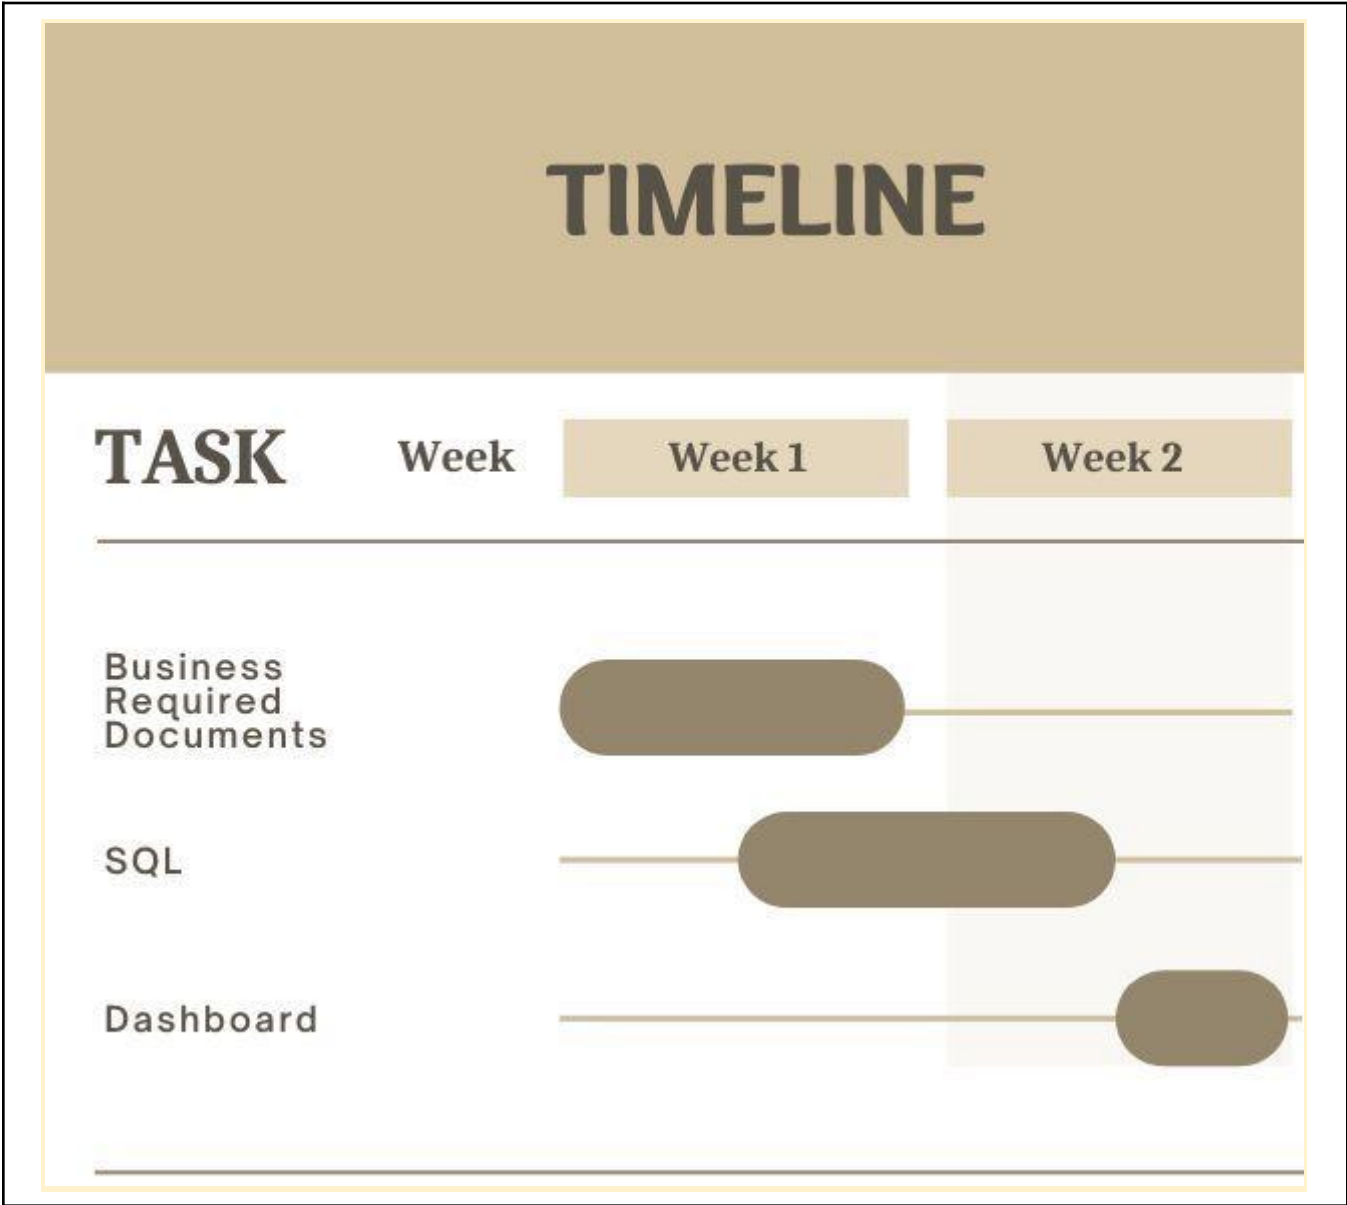 TIMELINE
TASK Week Week 1 Week 2
Business
Required
Documents
SQL
Dashboard